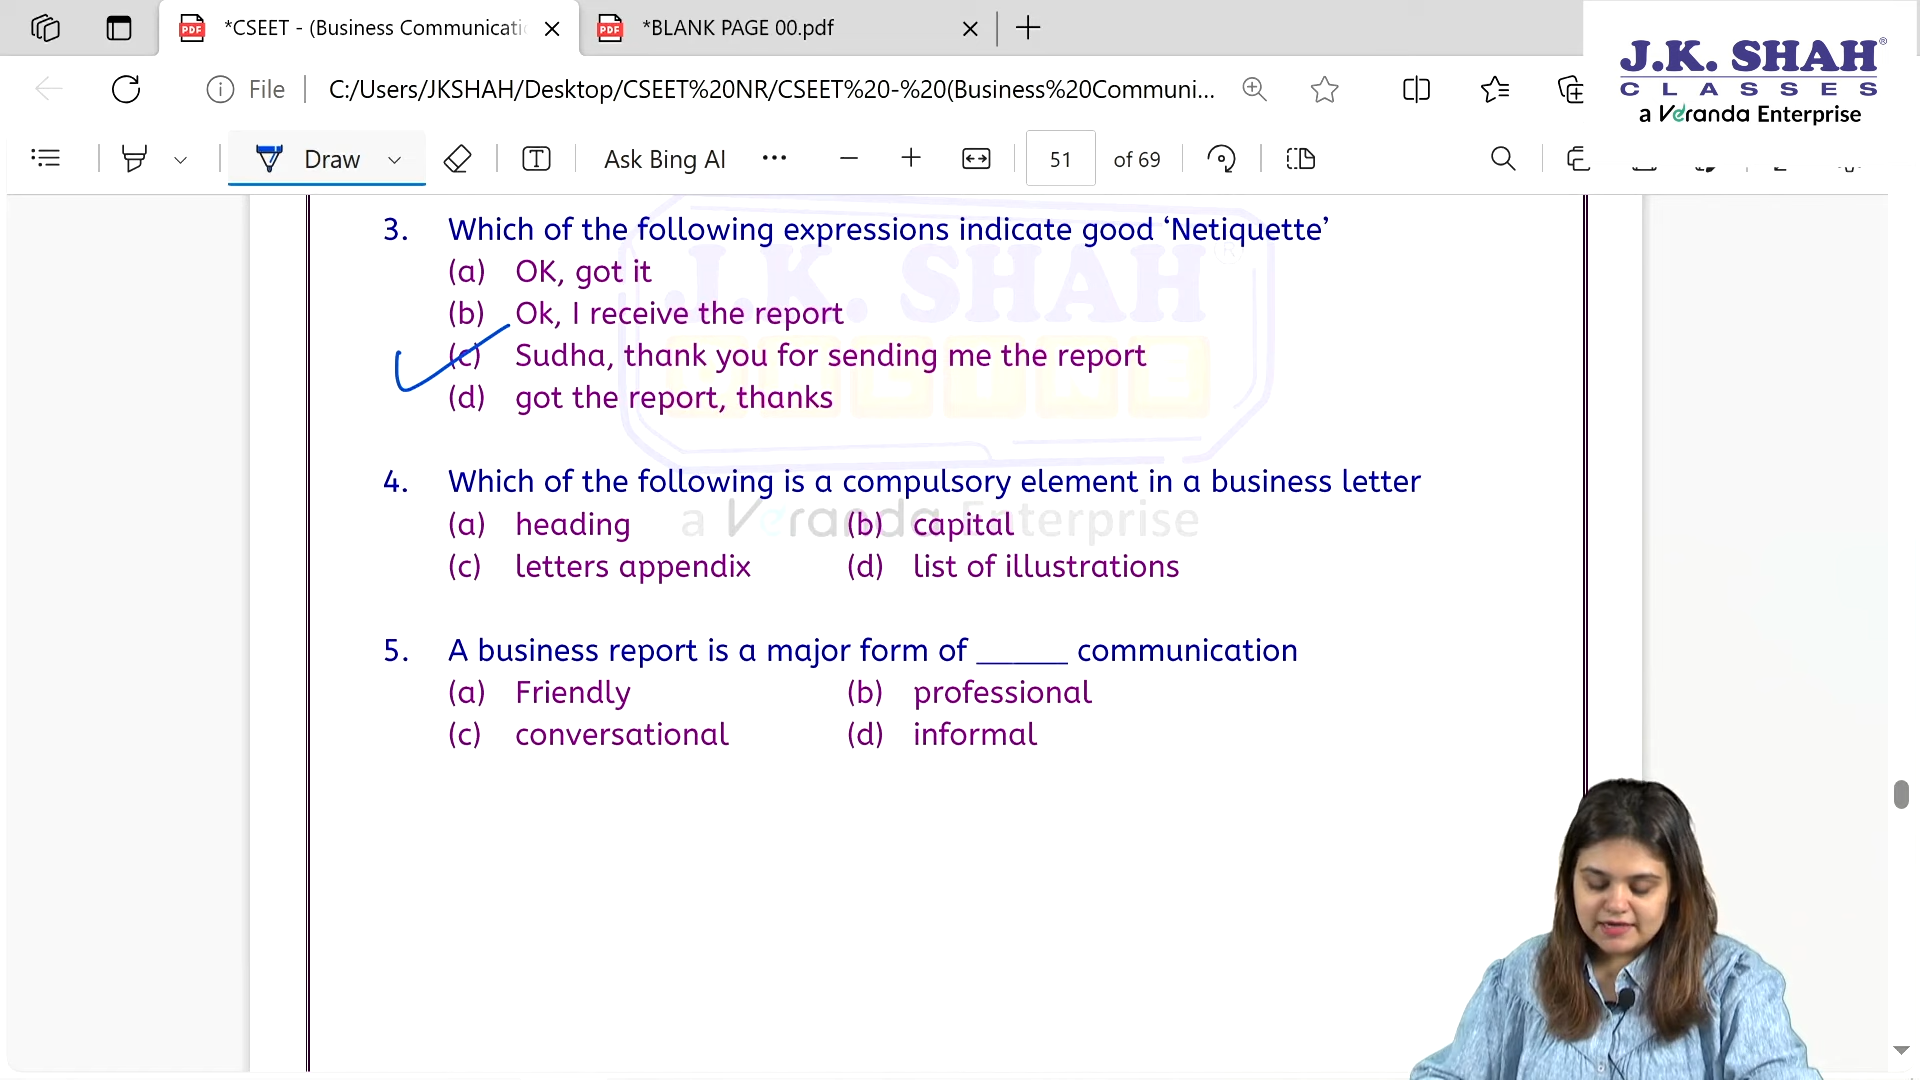 *CSEET - (Business Communicati
*BLANK PAGE 00.pdf
J.K. SHAH®
CLASSES
a Veranda Enterprise
File
C:/Users/JKSHAH/Desktop/CSEET%20NR/CSEET%20-%20(Business%20Communi...
Draw
Ask Bing AI
51
of 69
3. Which of the following expressions indicate good ‘Netiquette’
(a) OK, got it
(b) Ok, I receive the report
(c) Sudha, thank you for sending me the report
(d) got the report, thanks
J.K. SHAH®
a Veranda Enterprise
4. Which of the following is a compulsory element in a business letter
(a) heading (b) capital
(c) letters appendix (d) list of illustrations
5. A business report is a major form of ______ communication
(a) Friendly (b) professional
(c) conversational (d) informal